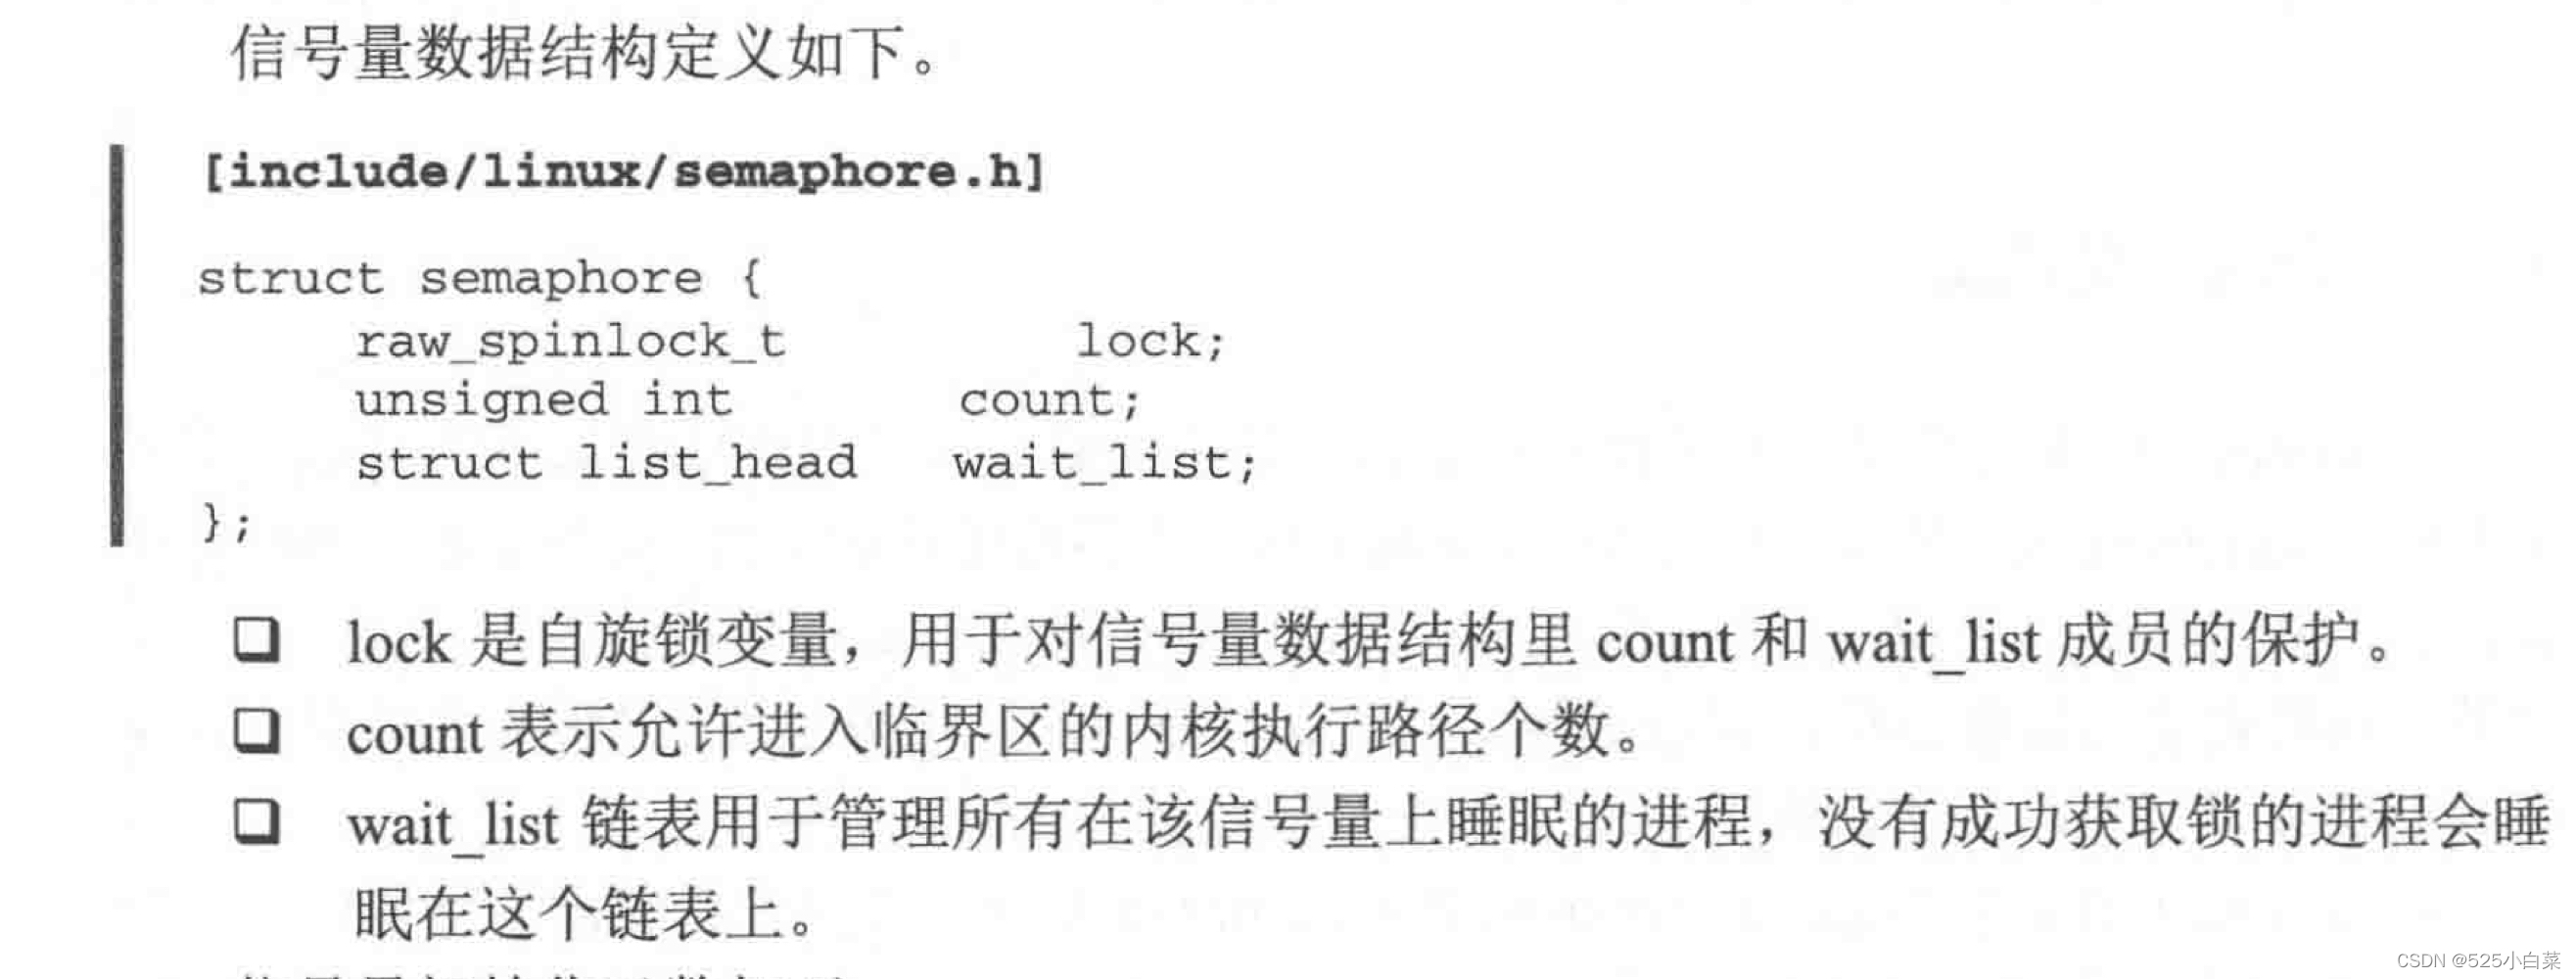 信号量数据结构定义如下。
[include/linux/semaphore.h]
struct semaphore {
raw_spinlock_t lock;
unsigned int count;
struct list_head wait_list;
};
❑ lock 是自旋锁变量，用于对信号量数据结构里 count 和 wait_list 成员的保护。
❑ count 表示允许进入临界区的内核执行路径个数。
❑ wait_list 链表用于管理所有在该信号量上睡眠的进程，没有成功获取锁的进程会睡
眠在这个链表上。
CSDN @525小白菜